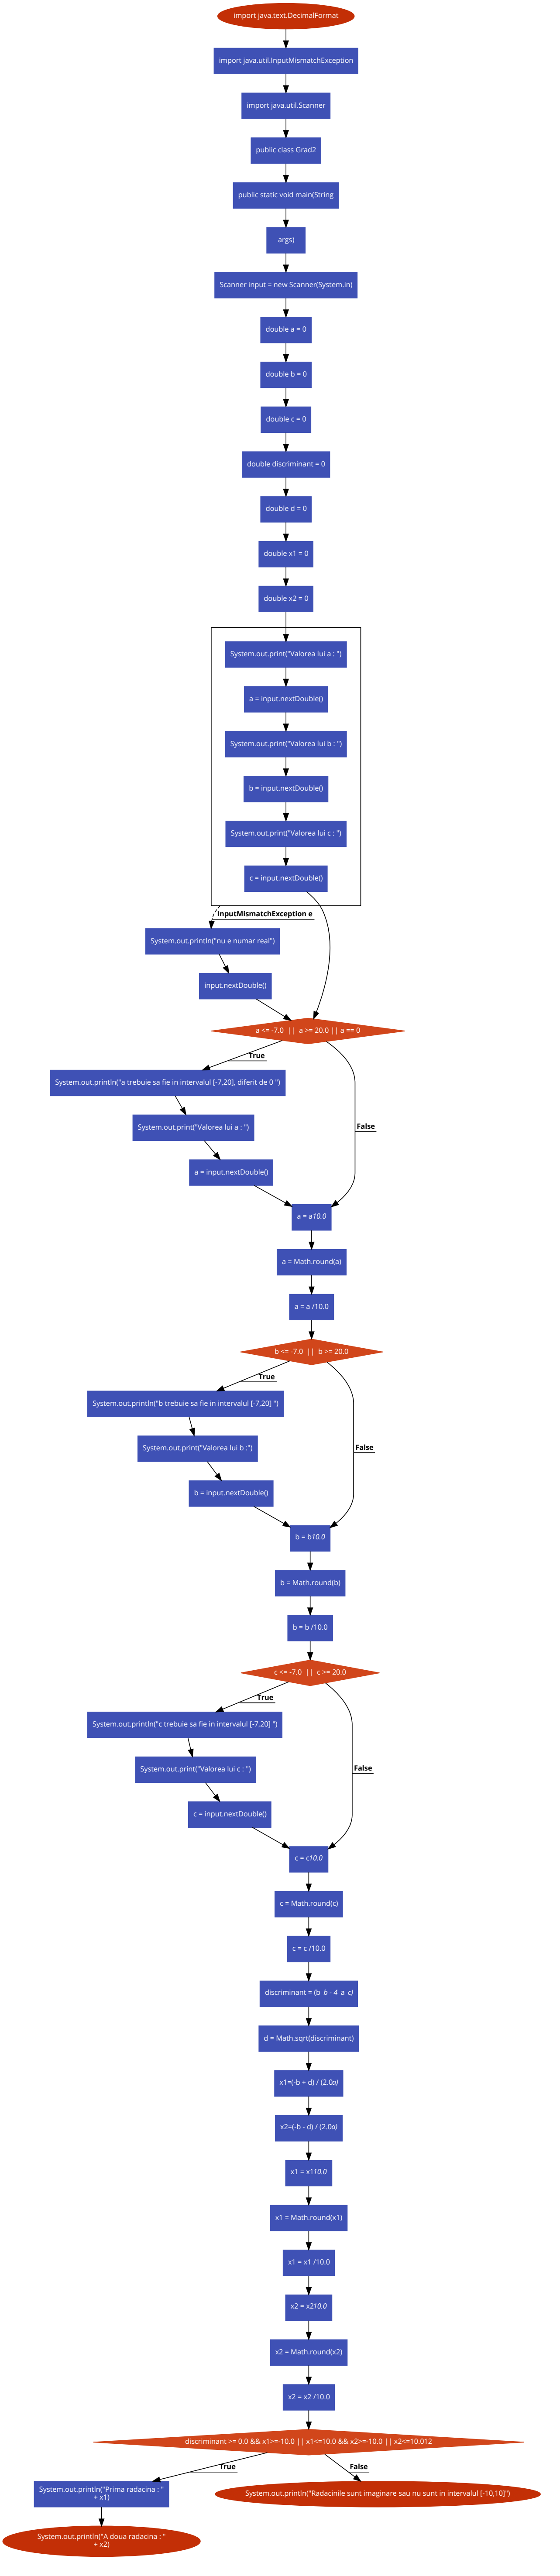 import java.text.DecimalFormat
import java.util.InputMismatchException
import java.util.Scanner
public class Grad2
public static void main(String
args)
Scanner input = new Scanner(System.in)
double a = 0
double b = 0
double c = 0
double discriminant = 0
double d = 0
double x1 = 0
double x2 = 0
System.out.print("Valorea lui a : ")
a = input.nextDouble()
System.out.print("Valorea lui b : ")
b = input.nextDouble()
System.out.print("Valorea lui c : ")
c = input.nextDouble()
InputMismatchException e
System.out.println("nu e numar real")
input.nextDouble()
a <= -7.0 || a >= 20.0 || a == 0
True
System.out.println("a trebuie sa fie in intervalul [-7,20], diferit de 0 ")
False
System.out.print("Valorea lui a : ")
a = input.nextDouble()
a = a10.0
a = Math.round(a)
a = a /10.0
b <= -7.0 || b >= 20.0
True
System.out.println("b trebuie sa fie in intervalul [-7,20] ")
False
System.out.print("Valorea lui b :")
b = input.nextDouble()
b = b10.0
b = Math.round(b)
b = b /10.0
c <= -7.0 || c >= 20.0
True
System.out.println("c trebuie sa fie in intervalul [-7,20] ")
False
System.out.print("Valorea lui c : ")
c = input.nextDouble()
c = c10.0
c = Math.round(c)
c = c /10.0
discriminant = (b b - 4 a c)
d = Math.sqrt(discriminant)
x1=(-b + d) / (2.0a)
x2=(-b - d) / (2.0a)
x1 = x110.0
x1 = Math.round(x1)
x1 = x1 /10.0
x2 = x210.0
x2 = Math.round(x2)
x2 = x2 /10.0
discriminant >= 0.0 && x1>=-10.0 || x1<=10.0 && x2>=-10.0 || x2<=10.012
True
False
System.out.println("Prima radacina : "
+ x1)
System.out.println("Radacinile sunt imaginare sau nu sunt in intervalul [-10,10]")
System.out.println("A doua radacina : "
+ x2)